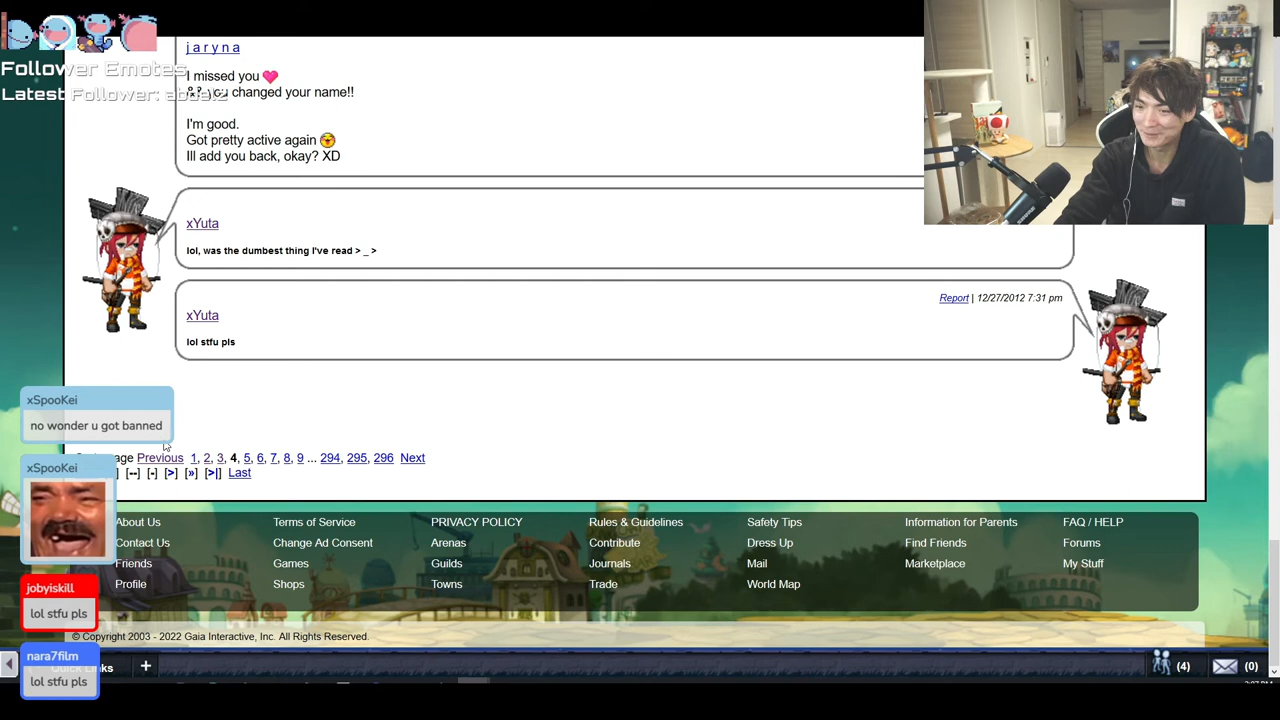 Follower Emotes
Latest Follower:
j a r y n a
I missed you
you changed your name!!
I'm good.
Got pretty active again
Ill add you back, okay? XD
xYuta
lol, was the dumbest thing I've read > _ >
Report | 12/27/2012 7:31 pm
xYuta
lol stfu pls
xSpooKei
no wonder u got banned
page Previous 1, 2, 3, 4, 5, 6, 7, 8, 9 ... 294, 295, 296 Next
[--] [-] [>] [»] [>|] Last
xSpooKei
jobyiskill
lol stfu pls
nara7film
lol stfu pls
About Us Terms of Service PRIVACY POLICY Rules & Guidelines Safety Tips Information for Parents FAQ / HELP
Contact Us Change Ad Consent Arenas Contribute Dress Up Find Friends Forums
Friends Games Guilds Journals Mail Marketplace My Stuff
Profile Shops Towns Trade World Map
© Copyright 2003 - 2022 Gaia Interactive, Inc. All Rights Reserved.
Quick Links + (4) (0)